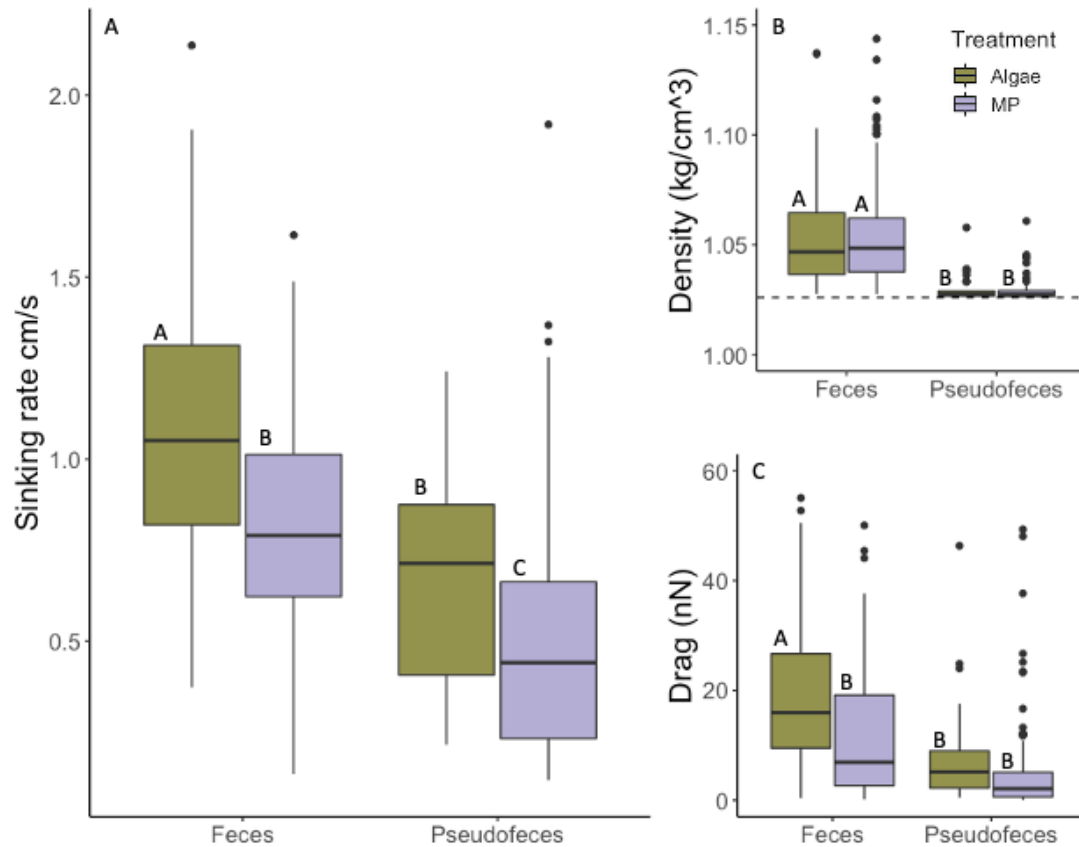 A
Sinking rate cm/s
2.0
1.5
1.0
0.5
A
B
B
C
Feces
Pseudofeces
B
Density (kg/cm^3)
1.15
1.10
1.05
1.00
Treatment
Algae
MP
A
A
B
B
Feces
Pseudofeces
C
Drag (nN)
60
40
20
0
A
B
B
B
Feces
Pseudofeces